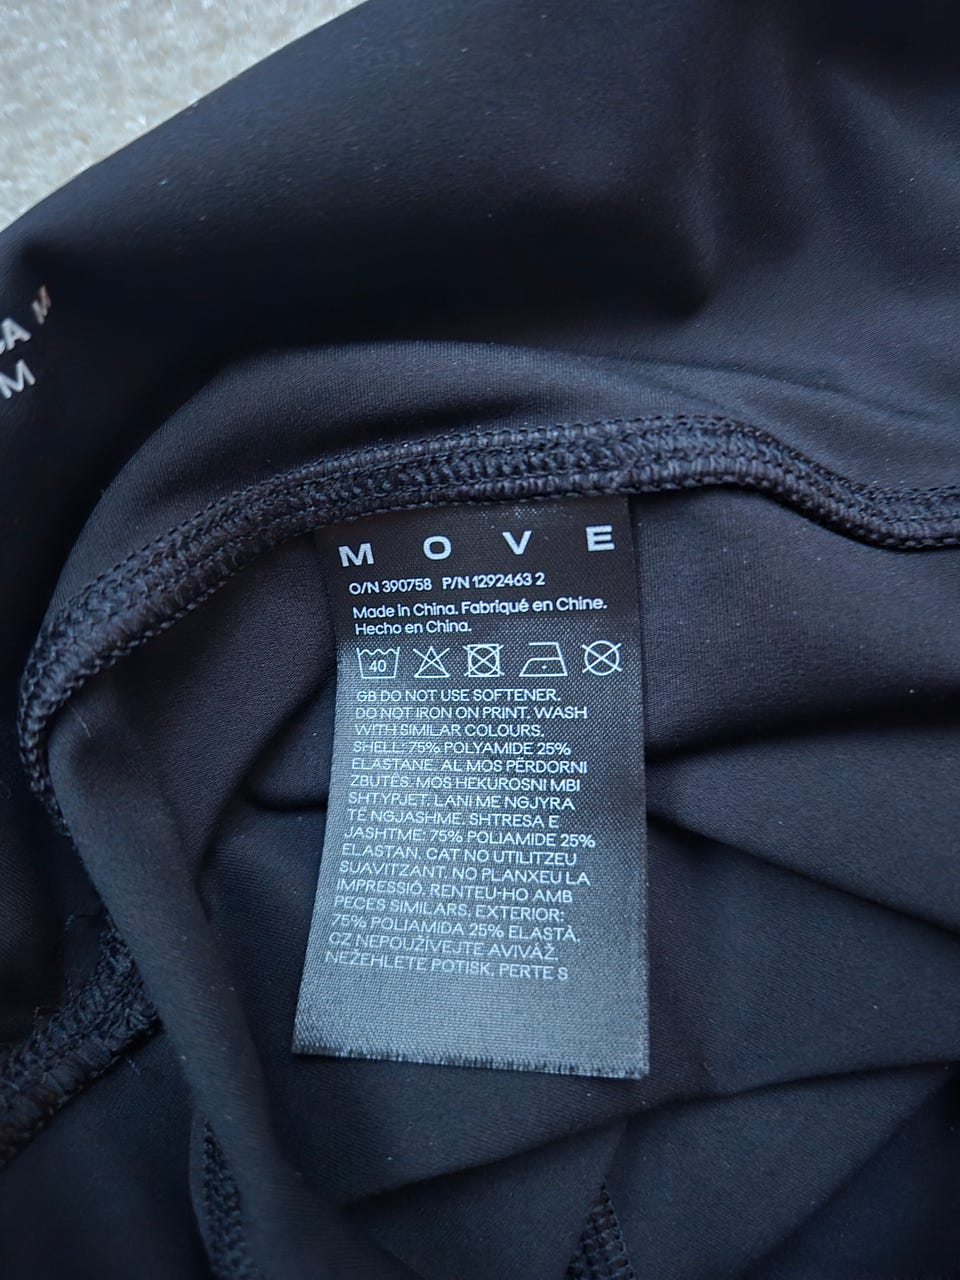 M
M
M O V E
O/N 390758 P/N 1292463 2
Made in China. Fabriqué en Chine.
Hecho en China.
40
GB DO NOT USE SOFTENER.
DO NOT IRON ON PRINT. WASH
WITH SIMILAR COLOURS.
SHELL: 75% POLYAMIDE 25%
ELASTANE. AL MOS PËRDORNI
ZBUTËS. MOS HEKUROSNI MBI
SHTYPJET. LANI ME NGJYRA
TË NGJASHME. SHTRESA E
JASHTME: 75% POLIAMIDE 25%
ELASTAN. CAT NO UTILITZEU
SUAVITZANT. NO PLANXEU LA
IMPRESSIÓ. RENTEU-HO AMB
PECES SIMILARS. EXTERIOR:
75% POLIAMIDA 25% ELASTÀ.
CZ NEPOUŽÍVEJTE AVIVÁŽ.
NEŽEHLETE POTISK. PERTE S